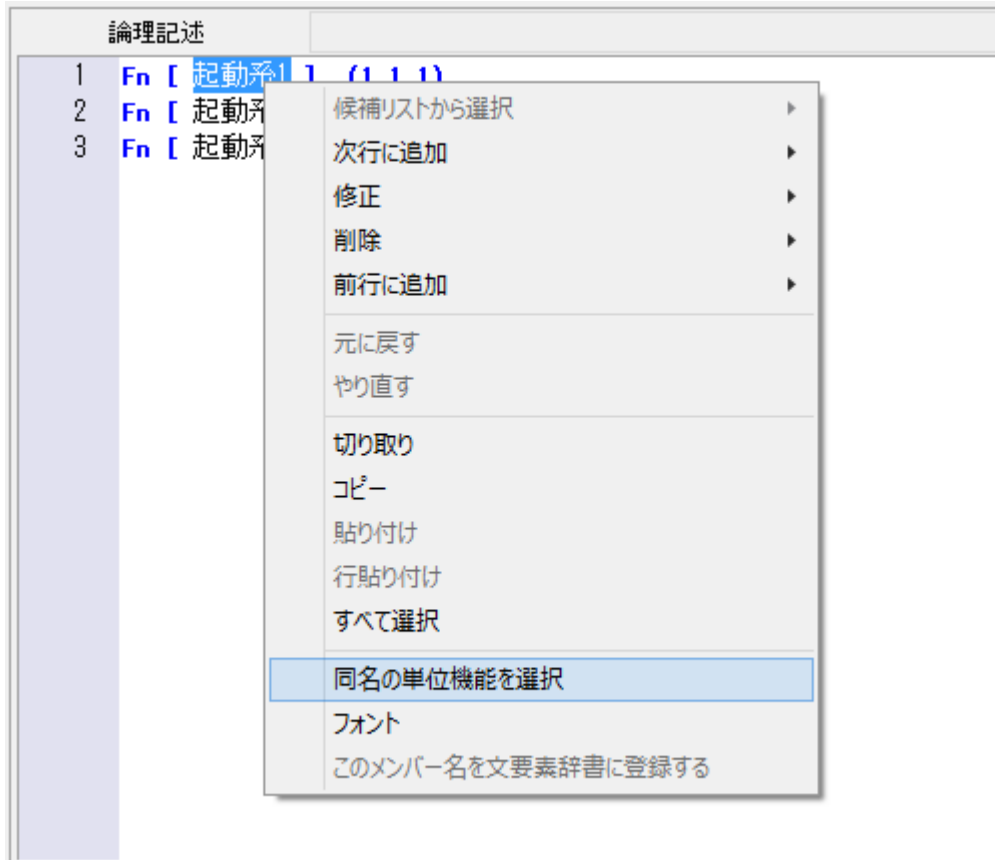 論理記述
1 Fn [ 起動系1 ] (1,1,1)
2 Fn [ 起動系
3 Fn [ 起動系
候補リストから選択
次行に追加
修正
削除
前行に追加
元に戻す
やり直す
切り取り
コピー
貼り付け
行貼り付け
すべて選択
同名の単位機能を選択
フォント
このメンバー名を文要素辞書に登録する